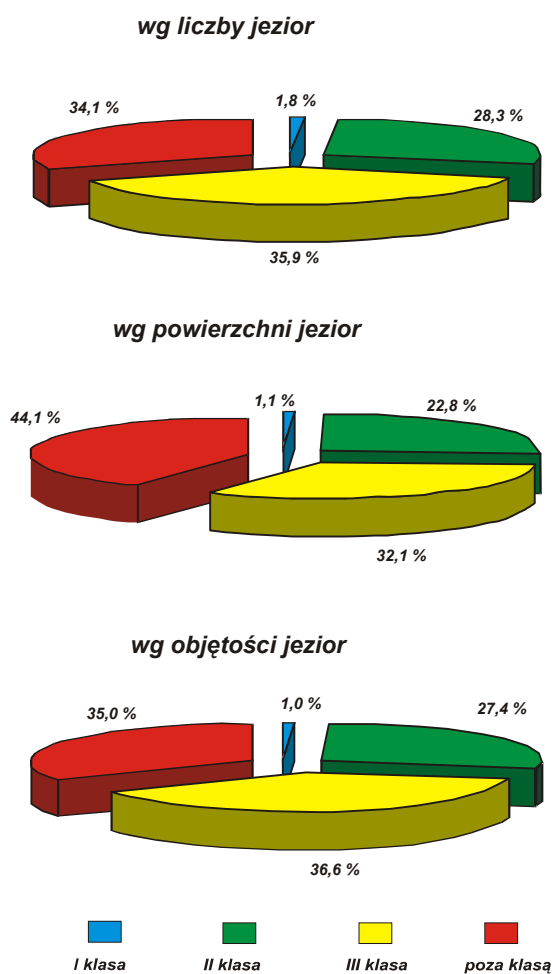 wg liczby jezior
34,1 %
1,8 %
28,3 %
35,9 %
wg powierzchni jezior
44,1 %
1,1 %
22,8 %
32,1 %
wg objętości jezior
35,0 %
1,0 %
27,4 %
36,6 %
I klasa
II klasa
III klasa
poza klasą